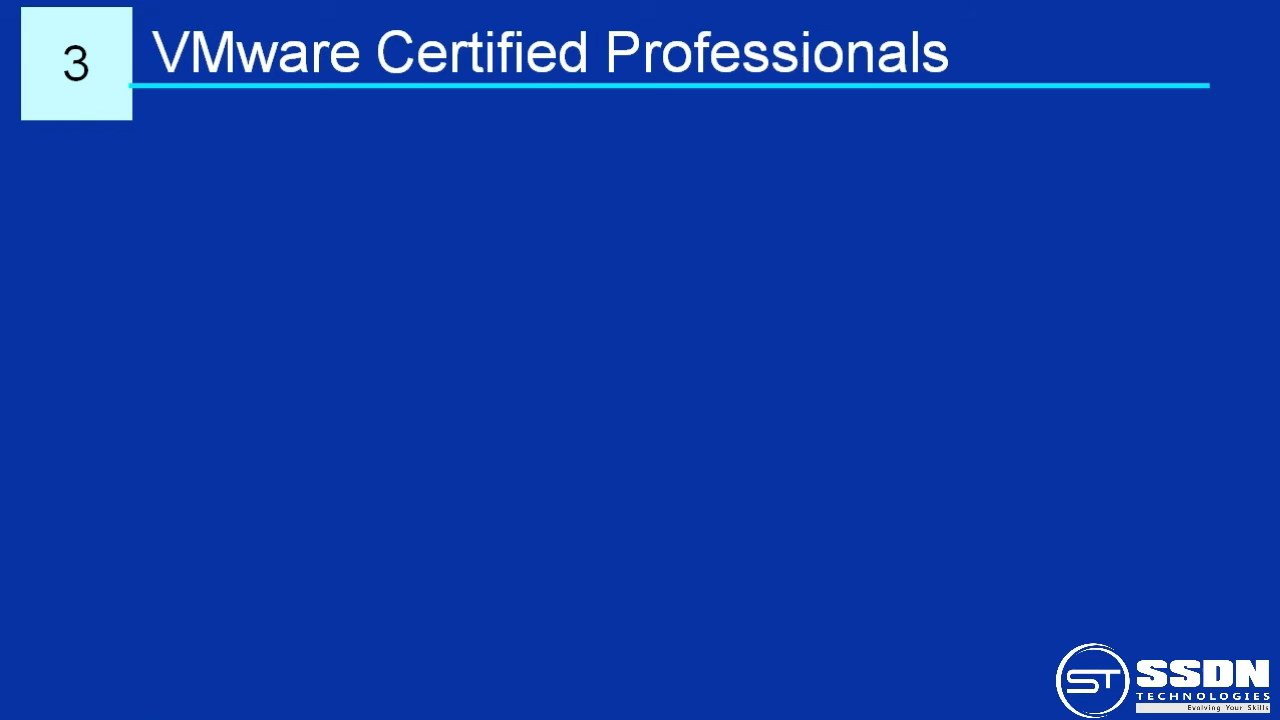 3
VMware Certified Professionals
ST
SSDN
TECHNOLOGIES
Evolving Your Skills